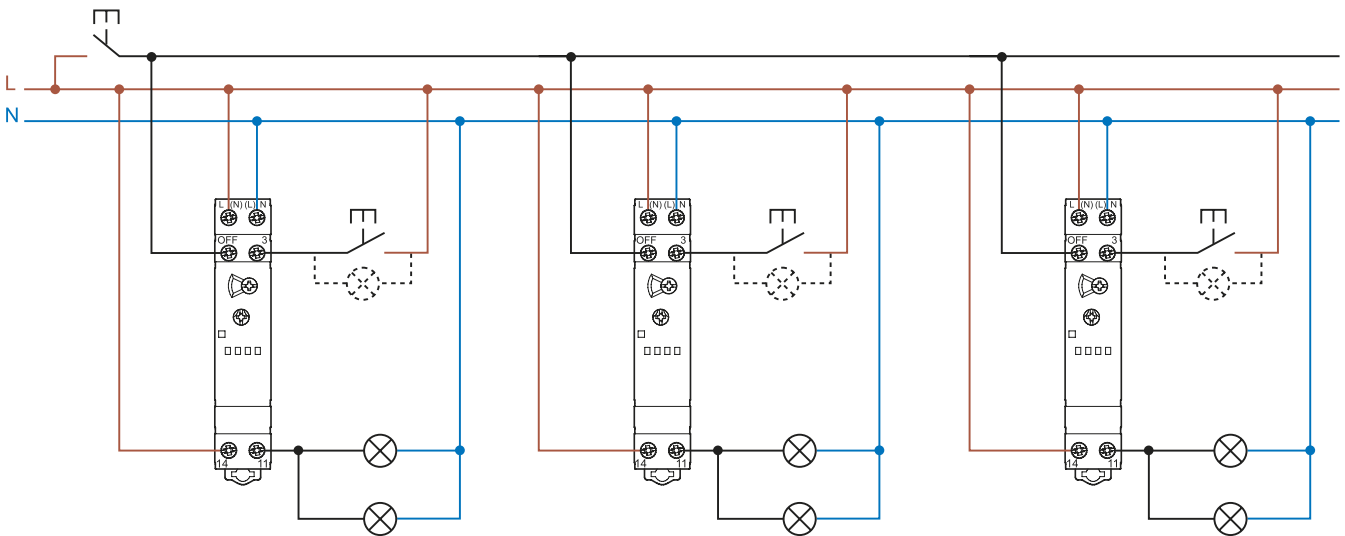 L
N
L (N) (L) N
OFF 3
14 11
L (N) (L) N
OFF 3
14 11
L (N) (L) N
OFF 3
14 11